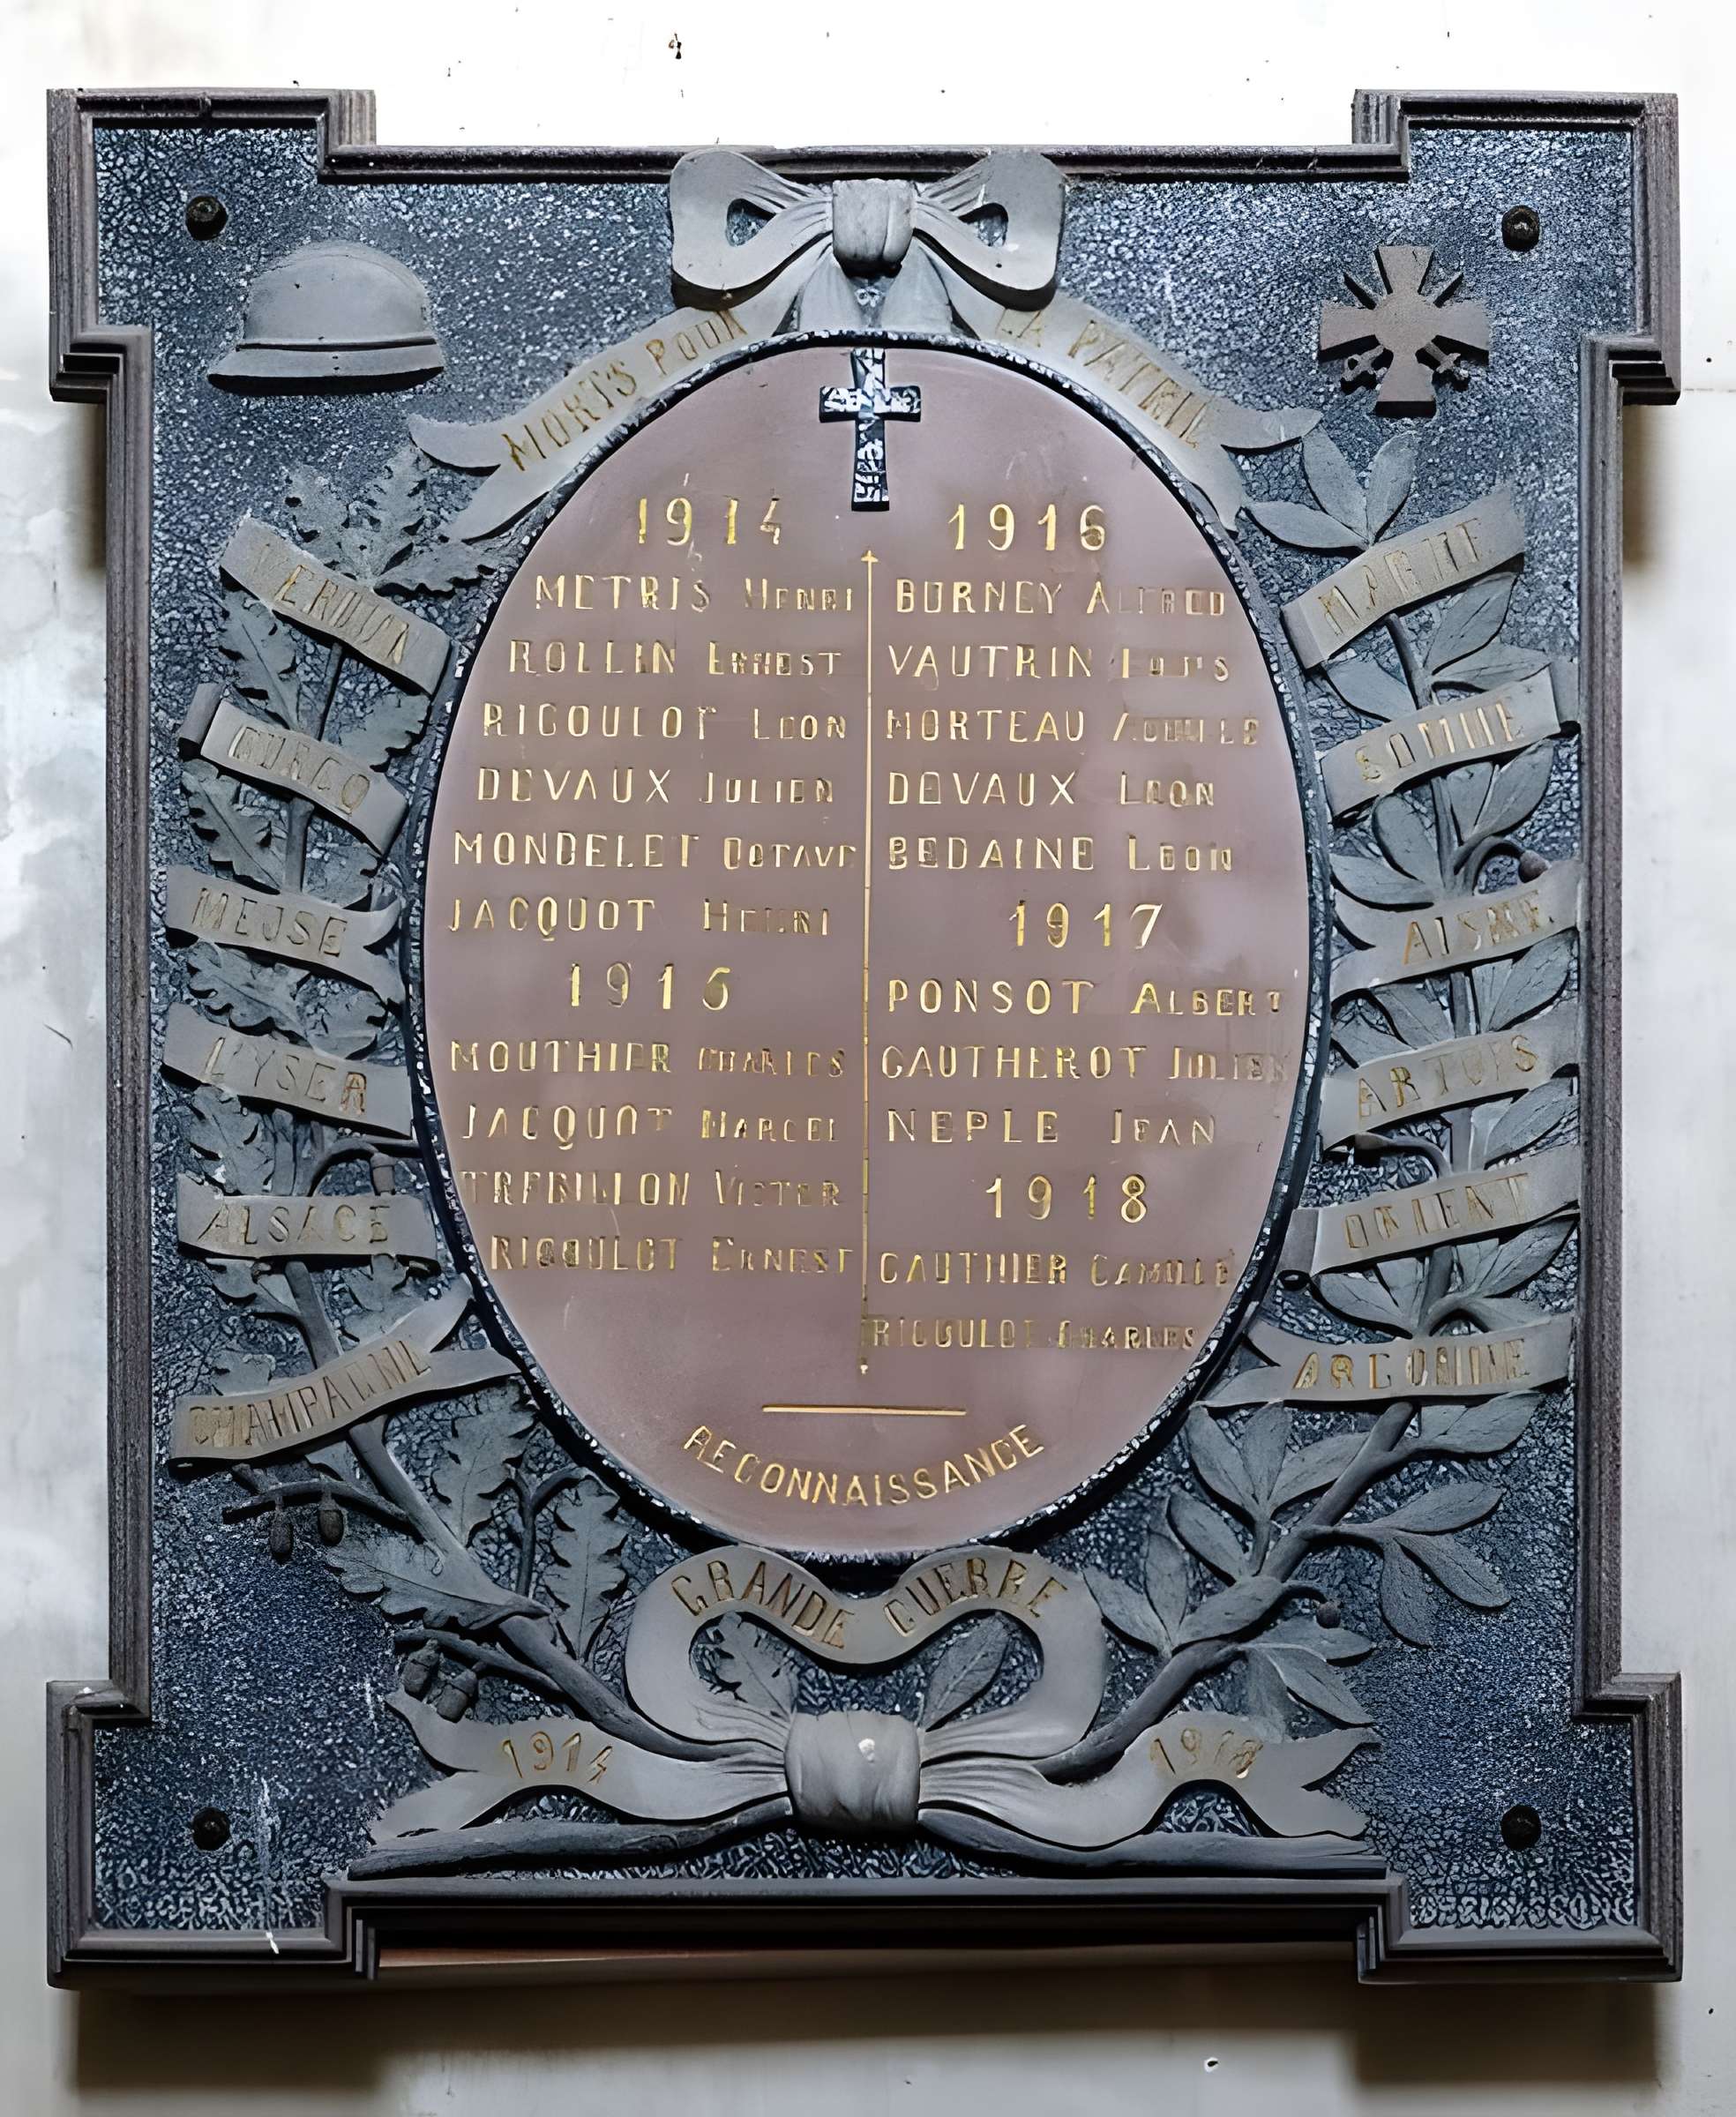 MORTS POUR LA PATRIE
1914
METRIS HENRI
ROLLIN ERNEST
RIGOULOT LEON
DEVAUX JULIEN
MONDELET OCTAVE
JACQUOT HENRI
1915
MOUTHIER CHARLES
JACQUOT MARCEL
TREBILLON VICTOR
RIGOULOT ERNEST
1916
BURNEY ALFRED
VAUTRIN LOUIS
MORTEAU
DEVAUX LEON
BEDAINE LEON
1917
PONSOT ALBERT
GAUTHEROT JULIEN
NEPLE JEAN
1918
GAUTHIER CAMILLE
RIGOULOT CHARLES
RECONNAISSANCE
VERDUN
OURCQ
MEUSE
L'YSER
ALSACE
CHAMPAGNE
MARNE
SOMME
AISNE
ARTOIS
ORIENT
ARGONNE
GRANDE GUERRE
1914 1918